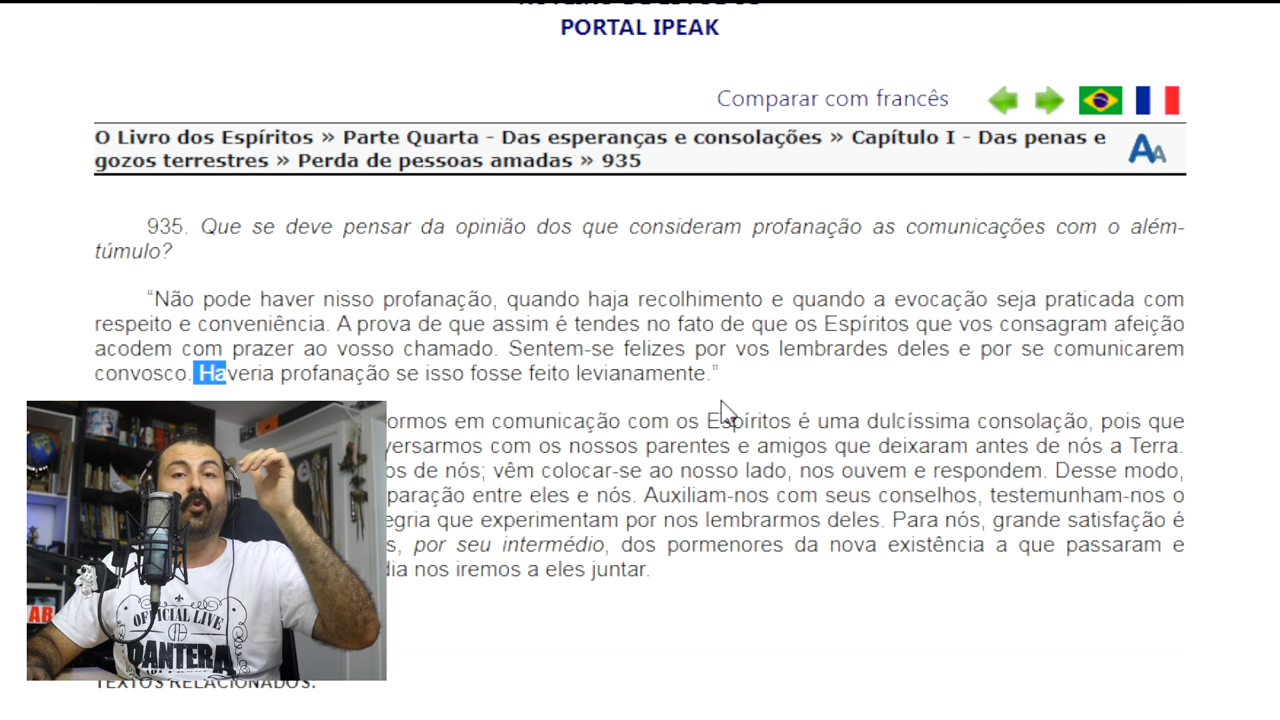 PORTAL IPEAK
Comparar com francês
O Livro dos Espíritos » Parte Quarta - Das esperanças e consolações » Capítulo I - Das penas e
gozos terrestres » Perda de pessoas amadas » 935
AA
935. Que se deve pensar da opinião dos que consideram profanação as comunicações com o além-
túmulo?
“Não pode haver nisso profanação, quando haja recolhimento e quando a evocação seja praticada com
respeito e conveniência. A prova de que assim é tendes no fato de que os Espíritos que vos consagram afeição
acodem com prazer ao vosso chamado. Sentem-se felizes por vos lembrardes deles e por se comunicarem
convosco. Haveria profanação se isso fosse feito levianamente.”
ormos em comunicação com os Espíritos é uma dulcíssima consolação, pois que
versarmos com os nossos parentes e amigos que deixaram antes de nós a Terra.
os de nós; vêm colocar-se ao nosso lado, nos ouvem e respondem. Desse modo,
paração entre eles e nós. Auxiliam-nos com seus conselhos, testemunham-nos o
egria que experimentam por nos lembrarmos deles. Para nós, grande satisfação é
s, por seu intermédio, dos pormenores da nova existência a que passaram e
dia nos iremos a eles juntar.
AB
OFFICIAL LIVE
PANTERA
TEXTOS RELACIONADOS: